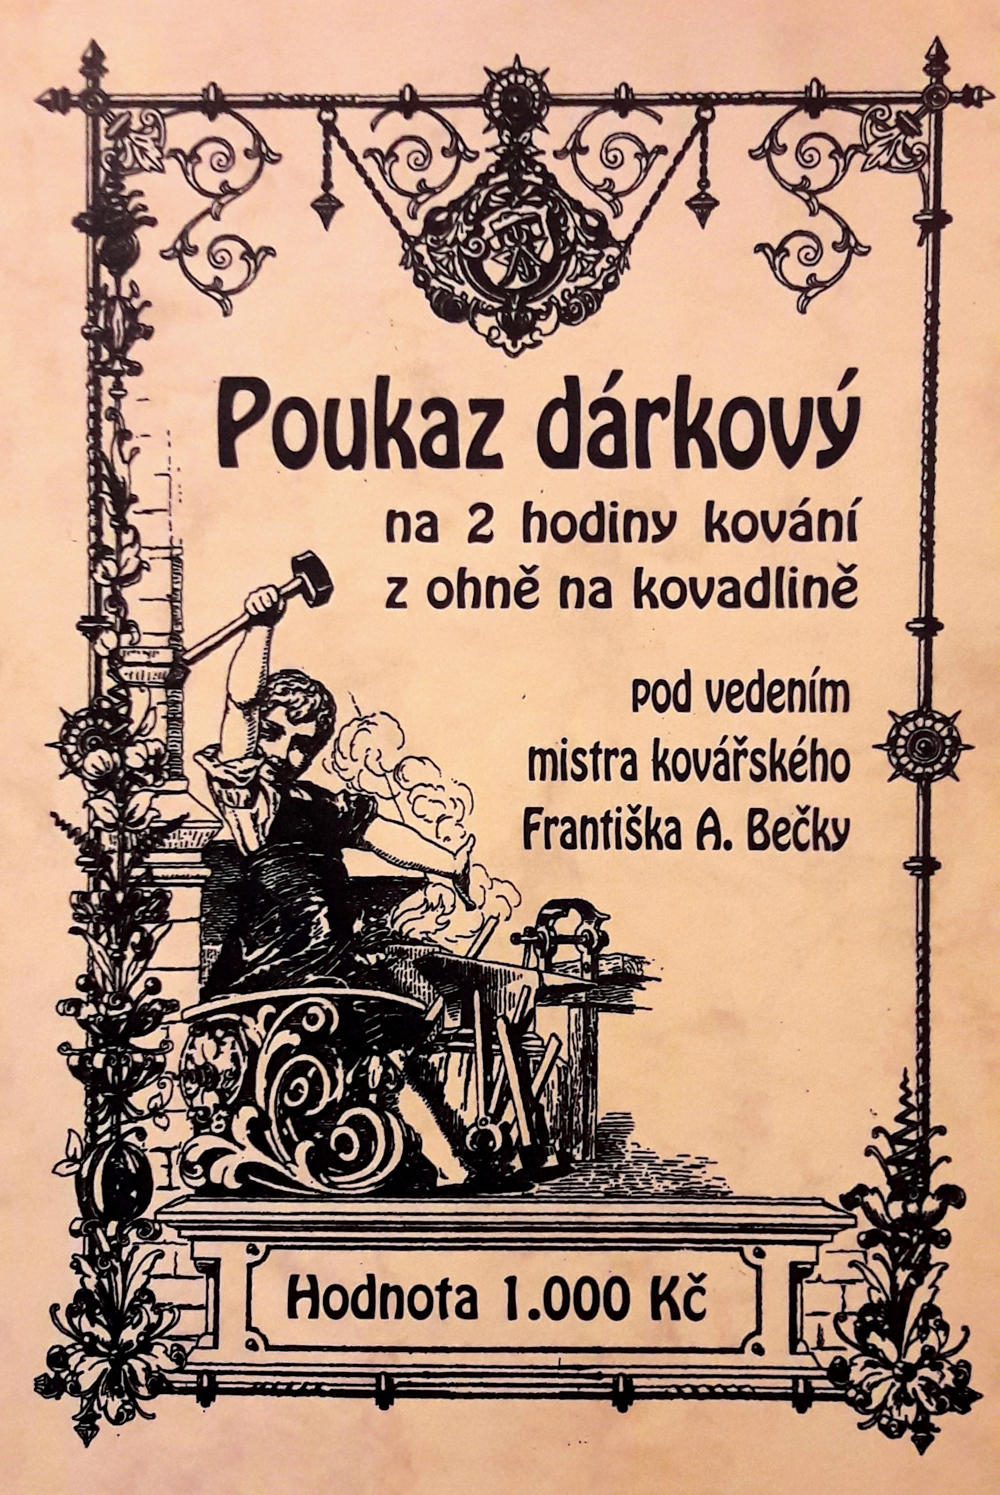 Poukaz dárkový
na 2 hodiny kování
z ohně na kovadlině
pod vedením
mistra kovářského
Františka A. Bečky
Hodnota 1.000 Kč